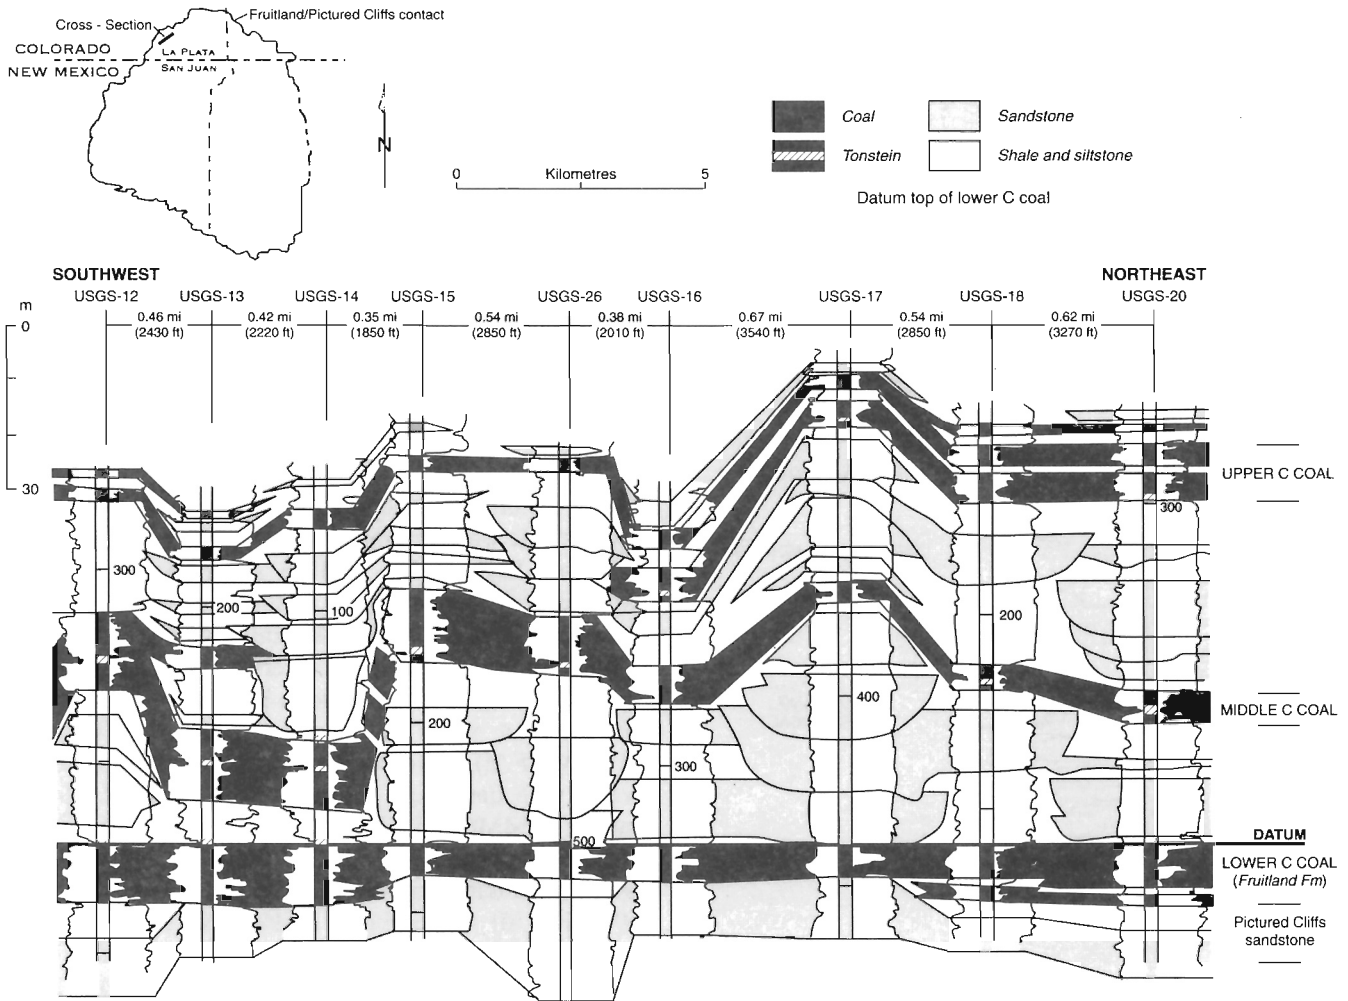 Fruitland/Pictured Cliffs contact
Cross - Section
COLORADO
LA PLATA
NEW MEXICO
SAN JUAN
N
0 Kilometres 5
Coal
Sandstone
Tonstein
Shale and siltstone
Datum top of lower C coal
SOUTHWEST
NORTHEAST
USGS-12 USGS-13 USGS-14 USGS-15 USGS-26 USGS-16 USGS-17 USGS-18 USGS-20
m
0
0.46 mi 0.42 mi 0.35 mi 0.54 mi 0.38 mi 0.67 mi 0.54 mi 0.62 mi
(2430 ft) (2220 ft) (1850 ft) (2850 ft) (2010 ft) (3540 ft) (2850 ft) (3270 ft)
30
UPPER C COAL
300
300
200
100
200
400
MIDDLE C COAL
200
300
500
DATUM
LOWER C COAL
(Fruitland Fm)
Pictured Cliffs
sandstone